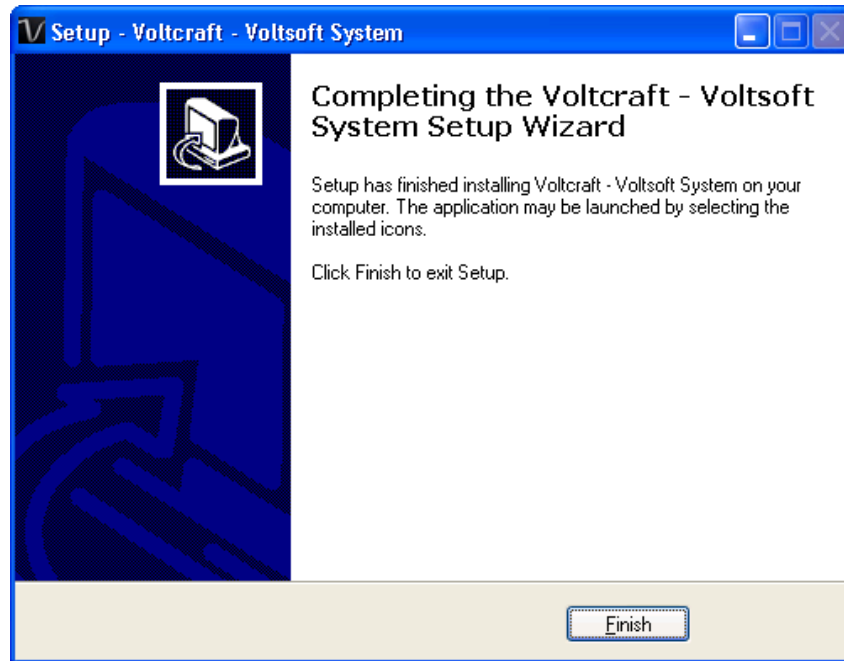 Setup - Voltcraft - Voltsoft System
Completing the Voltcraft - Voltsoft
System Setup Wizard
Setup has finished installing Voltcraft - Voltsoft System on your
computer. The application may be launched by selecting the
installed icons.
Click Finish to exit Setup.
Finish